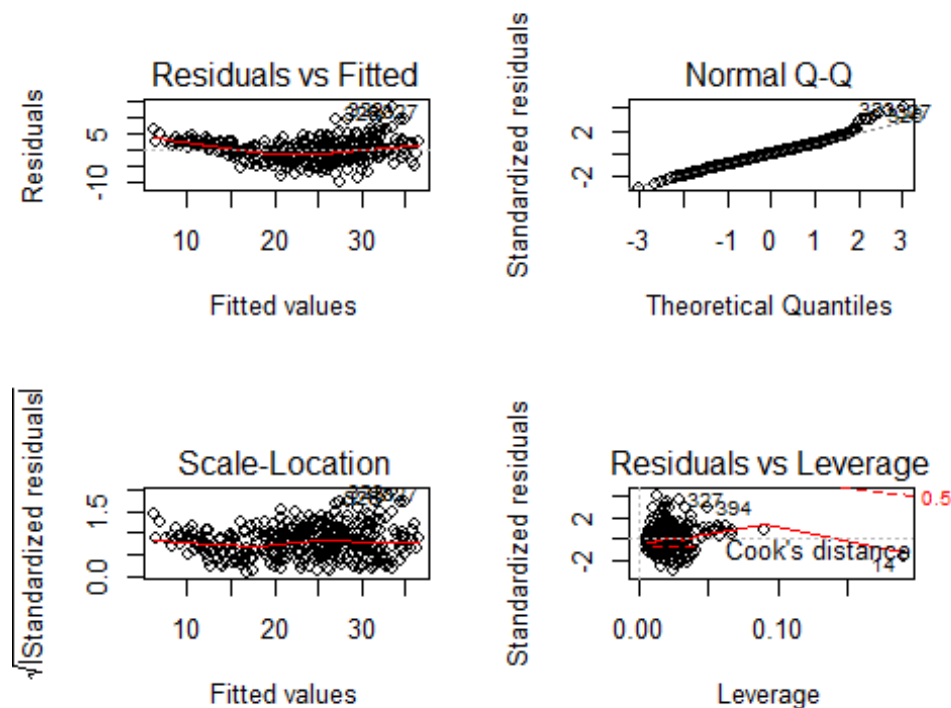 Residuals vs Fitted
Residuals
5
-10
10
20
30
Fitted values
Normal Q-Q
Standardized residuals
2
-2
-3
-1
0
1
2
3
Theoretical Quantiles
Scale-Location
√|Standardized residuals|
1.5
0.0
10
20
30
Fitted values
Residuals vs Leverage
Standardized residuals
2
-2
327
394
0.5
Cook's distance
14
0.00
0.10
Leverage